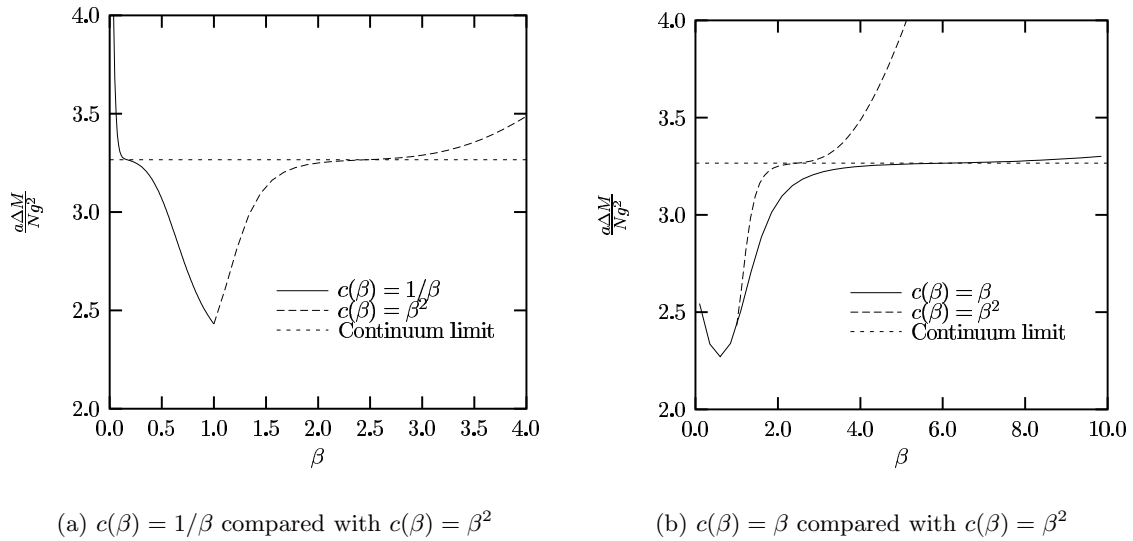 4.0
3.5
3.0
2.5
2.0
aΔM
Ng²
0.0 0.5 1.0 1.5 2.0 2.5 3.0 3.5 4.0
β
c(β) = 1/β
c(β) = β²
Continuum limit
(a) c(β) = 1/β compared with c(β) = β²
4.0
3.5
3.0
2.5
2.0
aΔM
Ng²
0.0 2.0 4.0 6.0 8.0 10.0
β
c(β) = β
c(β) = β²
Continuum limit
(b) c(β) = β compared with c(β) = β²